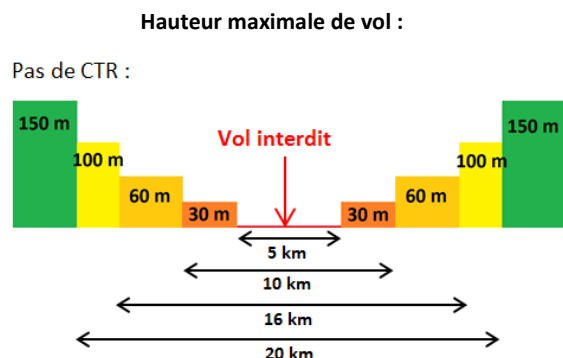 Hauteur maximale de vol :
Pas de CTR :
150 m
150 m
Vol interdit
100 m
100 m
60 m
60 m
30 m
30 m
5 km
10 km
16 km
20 km